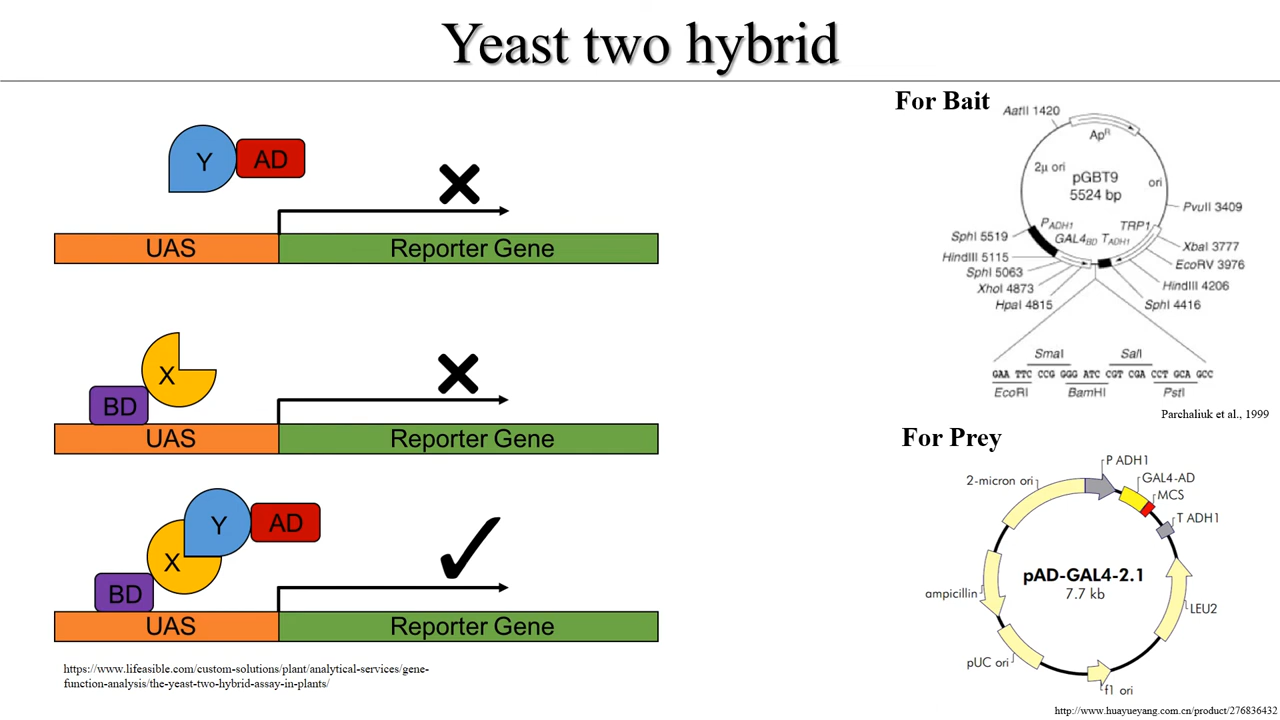 Yeast two hybrid
Y
AD
UAS
Reporter Gene
X
BD
UAS
Reporter Gene
Y
AD
X
BD
UAS
Reporter Gene
https://www.lifeasible.com/custom-solutions/plant/analytical-services/gene-
function-analysis/the-yeast-two-hybrid-assay-in-plants/
For Bait
AatII 1420
ApR
2μ ori
pGBT9
5524 bp
ori
PvuII 3409
PADH1
TRP1
GAL4BD TADH1
SphI 5519
HindIII 5115
SphI 5063
XhoI 4873
HpaI 4815
XbaI 3777
EcoRV 3976
HindIII 4206
SphI 4416
SmaI
SalI
GAA TTC CCG GGG ATC CGT CGA CCT GCA GCC
EcoRI
BamHI
PstI
Parchaliuk et al., 1999
For Prey
P ADH1
2-micron ori
GAL4-AD
MCS
T ADH1
pAD-GAL4-2.1
7.7 kb
ampicillin
LEU2
pUC ori
f1 ori
http://www.huayueyang.com.cn/product/276836432